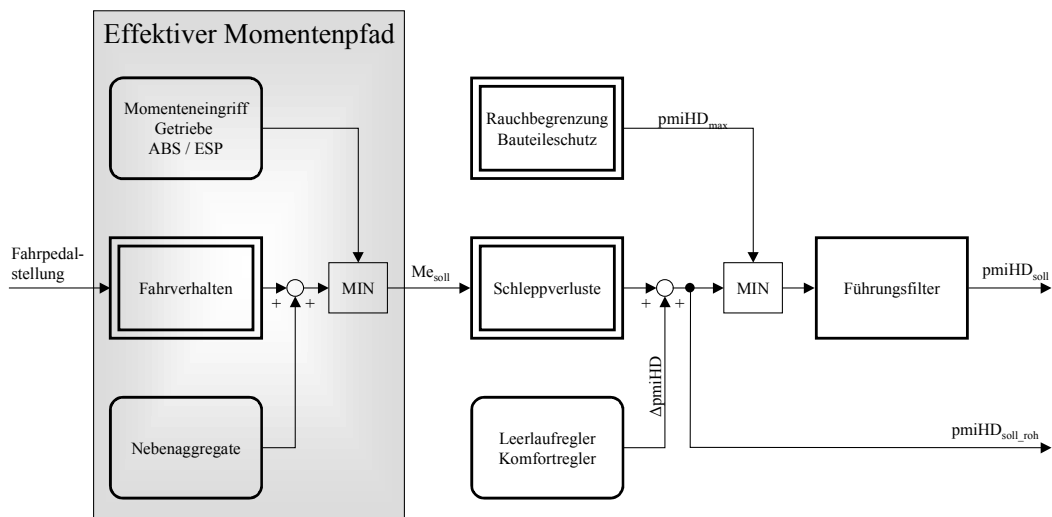 Effektiver Momentenpfad
Momenteneingriff
Getriebe
ABS / ESP
Rauchbegrenzung
Bauteileschutz
pmiHDmax
Fahrpedal-
stellung
Fahrverhalten
+
+
MIN
Mesoll
Schleppverluste
+
+
MIN
Führungsfilter
pmiHDsoll
ΔpmiHD
Nebenaggregate
Leerlaufregler
Komfortregler
pmiHDsoll_roh